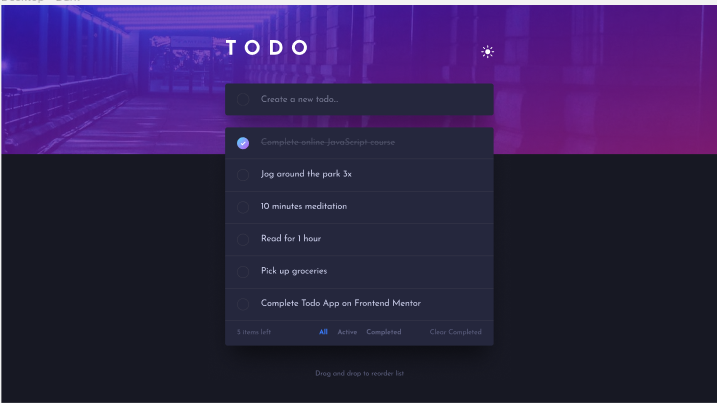 TODO
Create a new todo...
Complete online JavaScript course
Jog around the park 3x
10 minutes meditation
Read for 1 hour
Pick up groceries
Complete Todo App on Frontend Mentor
5 items left All Active Completed Clear Completed
Drag and drop to reorder list